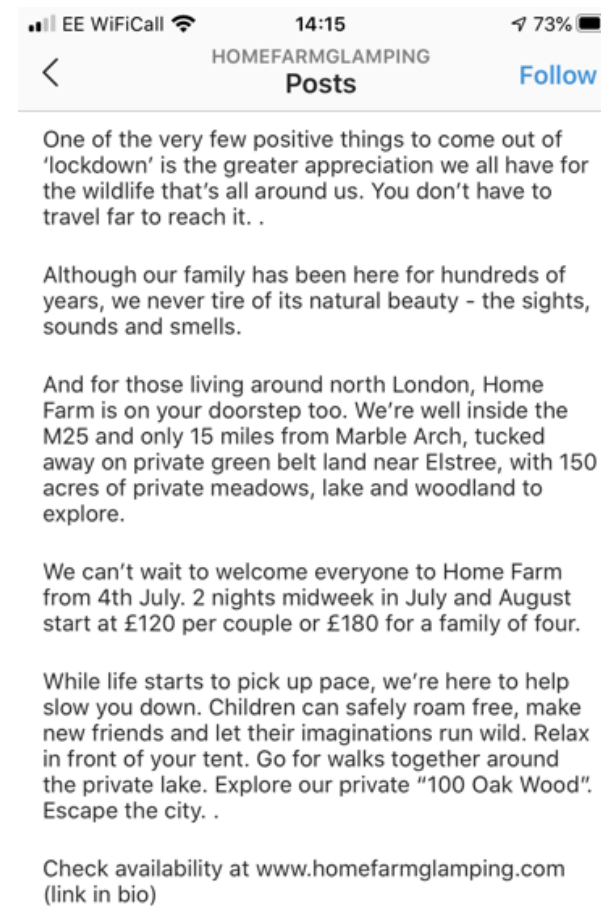 EE WiFiCall 14:15 73%
HOMEFARMGLAMPING
Posts
Follow
One of the very few positive things to come out of
‘lockdown’ is the greater appreciation we all have for
the wildlife that’s all around us. You don’t have to
travel far to reach it. .
Although our family has been here for hundreds of
years, we never tire of its natural beauty - the sights,
sounds and smells.
And for those living around north London, Home
Farm is on your doorstep too. We’re well inside the
M25 and only 15 miles from Marble Arch, tucked
away on private green belt land near Elstree, with 150
acres of private meadows, lake and woodland to
explore.
We can’t wait to welcome everyone to Home Farm
from 4th July. 2 nights midweek in July and August
start at £120 per couple or £180 for a family of four.
While life starts to pick up pace, we’re here to help
slow you down. Children can safely roam free, make
new friends and let their imaginations run wild. Relax
in front of your tent. Go for walks together around
the private lake. Explore our private “100 Oak Wood”.
Escape the city. .
Check availability at www.homefarmglamping.com
(link in bio)